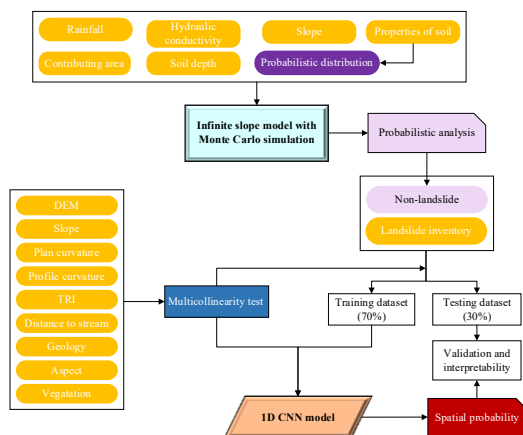 Rainfall
Hydraulic
conductivity
Slope
Properties of soil
Contributing area
Soil depth
Probabilistic distribution
Infinite slope model with
Monte Carlo simulation
Probabilistic analysis
Non-landslide
Landslide inventory
DEM
Slope
Plan curvature
Profile curvature
TRI
Distance to stream
Geology
Aspect
Vegatation
Multicollinearity test
Training dataset
(70%)
Testing dataset
(30%)
Validation and
interpretability
1D CNN model
Spatial probability